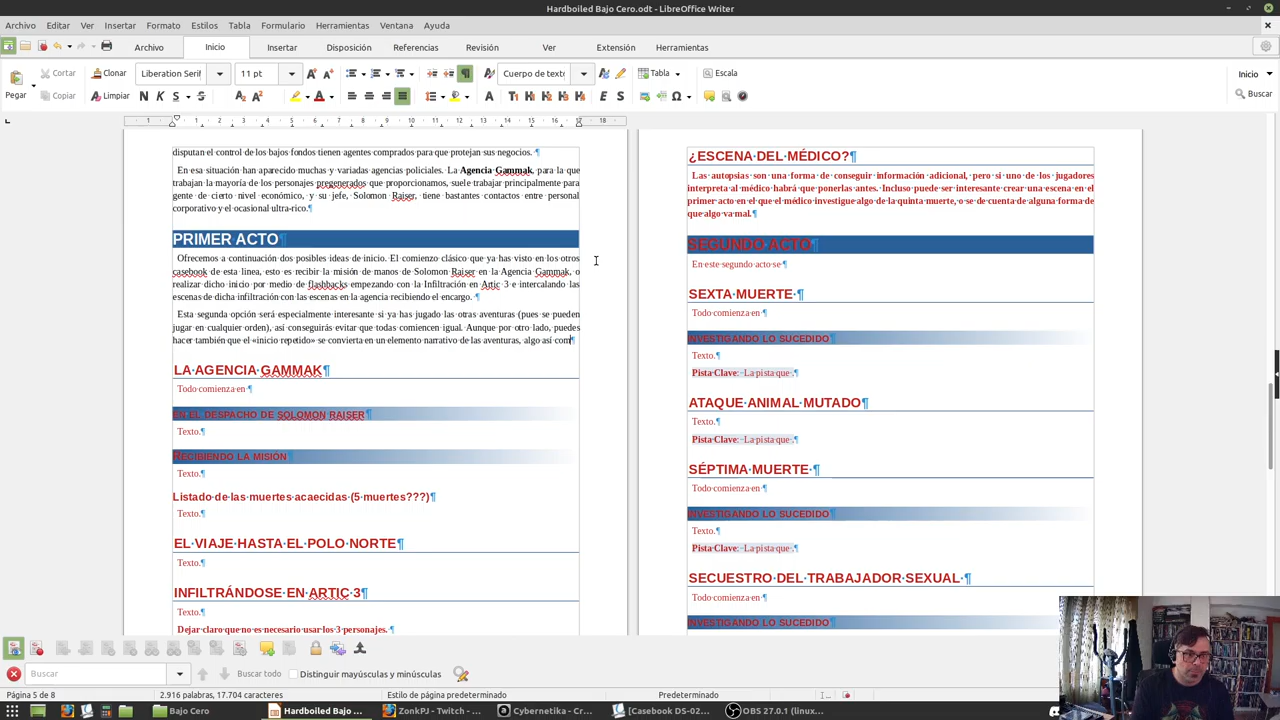 Hardboiled Bajo Cero.odt - LibreOffice Writer
Archivo Editar Ver Insertar Formato Estilos Tabla Formulario Herramientas Ventana Ayuda
Archivo Inicio Insertar Disposición Referencias Revisión Ver Extensión Herramientas
Pegar Cortar Copiar Clonar Limpiar Liberation Serif 11 pt Cuerpo de texto Tabla Escala Inicio Buscar
1 1 2 3 4 5 6 7 8 9 10 11 12 13 14 15 16 17 18
disputan el control de los bajos fondos tienen agentes comprados para que protejan sus negocios. ¶
En esa situación han aparecido muchas y variadas agencias policiales. La Agencia Gammak, para la que
trabajan la mayoría de los personajes pregenerados que proporcionamos, suele trabajar principalmente para
gente de cierto nivel económico, y su jefe, Solomon Raiser, tiene bastantes contactos entre personal
corporativo y el ocasional ultra-rico.¶
PRIMER ACTO¶
Ofrecemos a continuación dos posibles ideas de inicio. El comienzo clásico que ya has visto en los otros
casebook de esta línea, esto es recibir la misión de manos de Solomon Raiser en la Agencia Gammak, o
realizar dicho inicio por medio de flashbacks empezando con la Infiltración en Artic 3 e intercalando las
escenas de dicha infiltración con las escenas en la agencia recibiendo el encargo. ¶
Esta segunda opción será especialmente interesante si ya has jugado las otras aventuras (pues se pueden
jugar en cualquier orden), así conseguirás evitar que todas comiencen igual. Aunque por otro lado, puedes
hacer también que el «inicio repetido» se convierta en un elemento narrativo de las aventuras, algo así com¶
LA·AGENCIA·GAMMAK¶
Todo comienza en ¶
EN EL DESPACHO DE SOLOMON RAISER¶
Texto.¶
RECIBIENDO LA MISION¶
Texto.¶
Listado·de·las·muertes·acaecidas·(5·muertes???)¶
Texto.¶
EL·VIAJE·HASTA·EL·POLO·NORTE¶
Texto.¶
INFILTRÁNDOSE·EN·ARTIC·3¶
Texto.¶
Dejar·claro·que·no·es·necesario·usar·los·3·personajes. ¶
¿ESCENA·DEL·MÉDICO?¶
Las autopsias son una forma de conseguir información adicional, pero si uno de los jugadores
interpreta al médico habrá que ponerlas antes. Incluso puede ser interesante crear una escena en el
primer acto en el que el médico investigue algo de la quinta muerte, o se de cuenta de alguna forma de
que algo va mal.¶
SEGUNDO ACTO¶
En este segundo acto se ¶
SEXTA·MUERTE·¶
Todo comienza en ¶
INVESTIGANDO LO SUCEDIDO¶
Texto.¶
Pista·Clave:·La·pista·que·.¶
ATAQUE·ANIMAL·MUTADO¶
Texto.¶
Pista·Clave:·La·pista·que·.¶
SÉPTIMA·MUERTE·¶
Todo comienza en ¶
INVESTIGANDO LO SUCEDIDO¶
Texto.¶
Pista·Clave:·La·pista·que·.¶
SECUESTRO·DEL·TRABAJADOR·SEXUAL·¶
Todo comienza en ¶
INVESTIGANDO LO SUCEDIDO¶
Buscar Buscar todo Distinguir mayúsculas y minúsculas
Página 5 de 8 2.916 palabras, 17.704 caracteres Estilo de página predeterminado Predeterminado
Bajo Cero Hardboiled Bajo ... ZonkPJ - Twitch - ... Cybernetika - Cr... [Casebook DS-02... OBS 27.0.1 (linux...